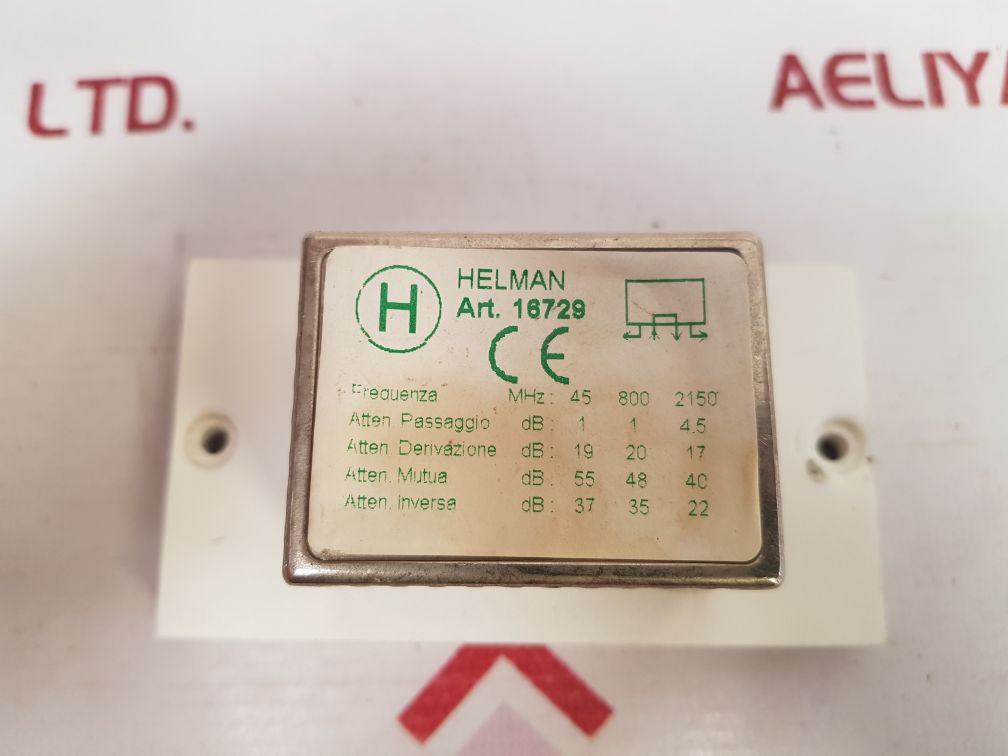 LTD.
AELIYA
H
HELMAN
Art. 16729
CE
Frequenza MHz : 45 800 2150
Atten. Passaggio dB : 1 1 4.5
Atten. Derivazione dB : 19 20 17
Atten. Mutua dB : 55 48 40
Atten. Inversa dB : 37 35 22